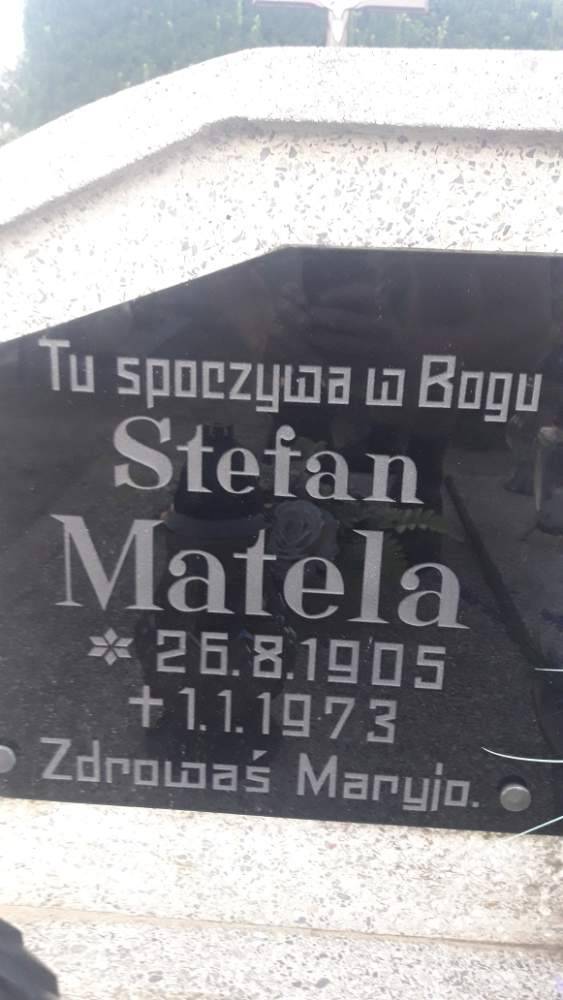 Tu spoczywa w Bogu
Stefan
Matela
* 26.8.1905
+ 1.1.1973
Zdrowaś Maryjo.